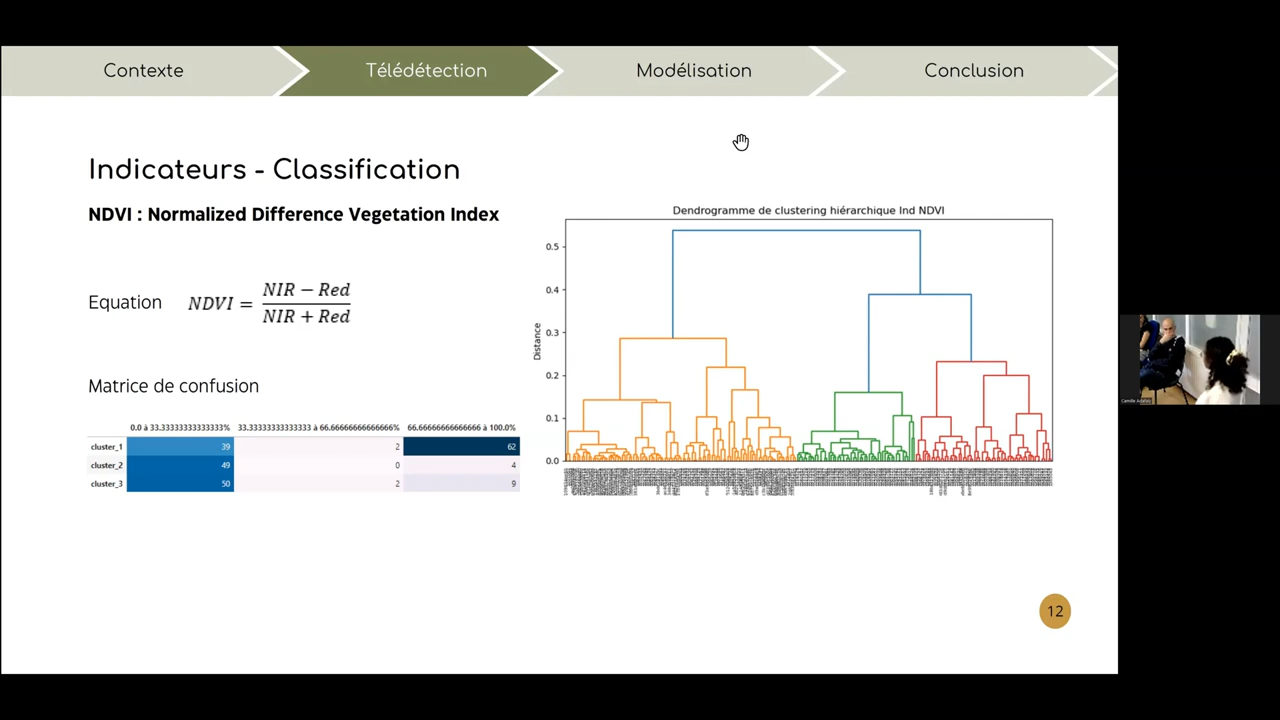 Contexte
Télédétection
Modélisation
Conclusion
Indicateurs - Classification
NDVI : Normalized Difference Vegetation Index
Equation NDVI = (NIR − Red) / (NIR + Red)
Matrice de confusion
0.0 à 33.33333333333333% 33.33333333333333 à 66.66666666666666% 66.66666666666666 à 100.0%
cluster_1 39 2 62
cluster_2 49 0 4
cluster_3 50 2 9
Dendrogramme de clustering hiérarchique Ind NDVI
Distance
0.5
0.4
0.3
0.2
0.1
0.0
12